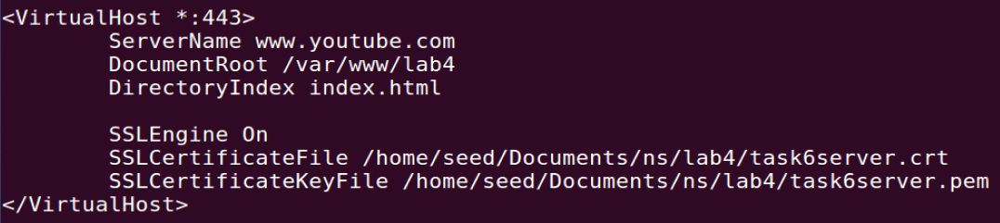 <VirtualHost *:443>
ServerName www.youtube.com
DocumentRoot /var/www/lab4
DirectoryIndex index.html
SSLEngine On
SSLCertificateFile /home/seed/Documents/ns/lab4/task6server.crt
SSLCertificateKeyFile /home/seed/Documents/ns/lab4/task6server.pem
</VirtualHost>